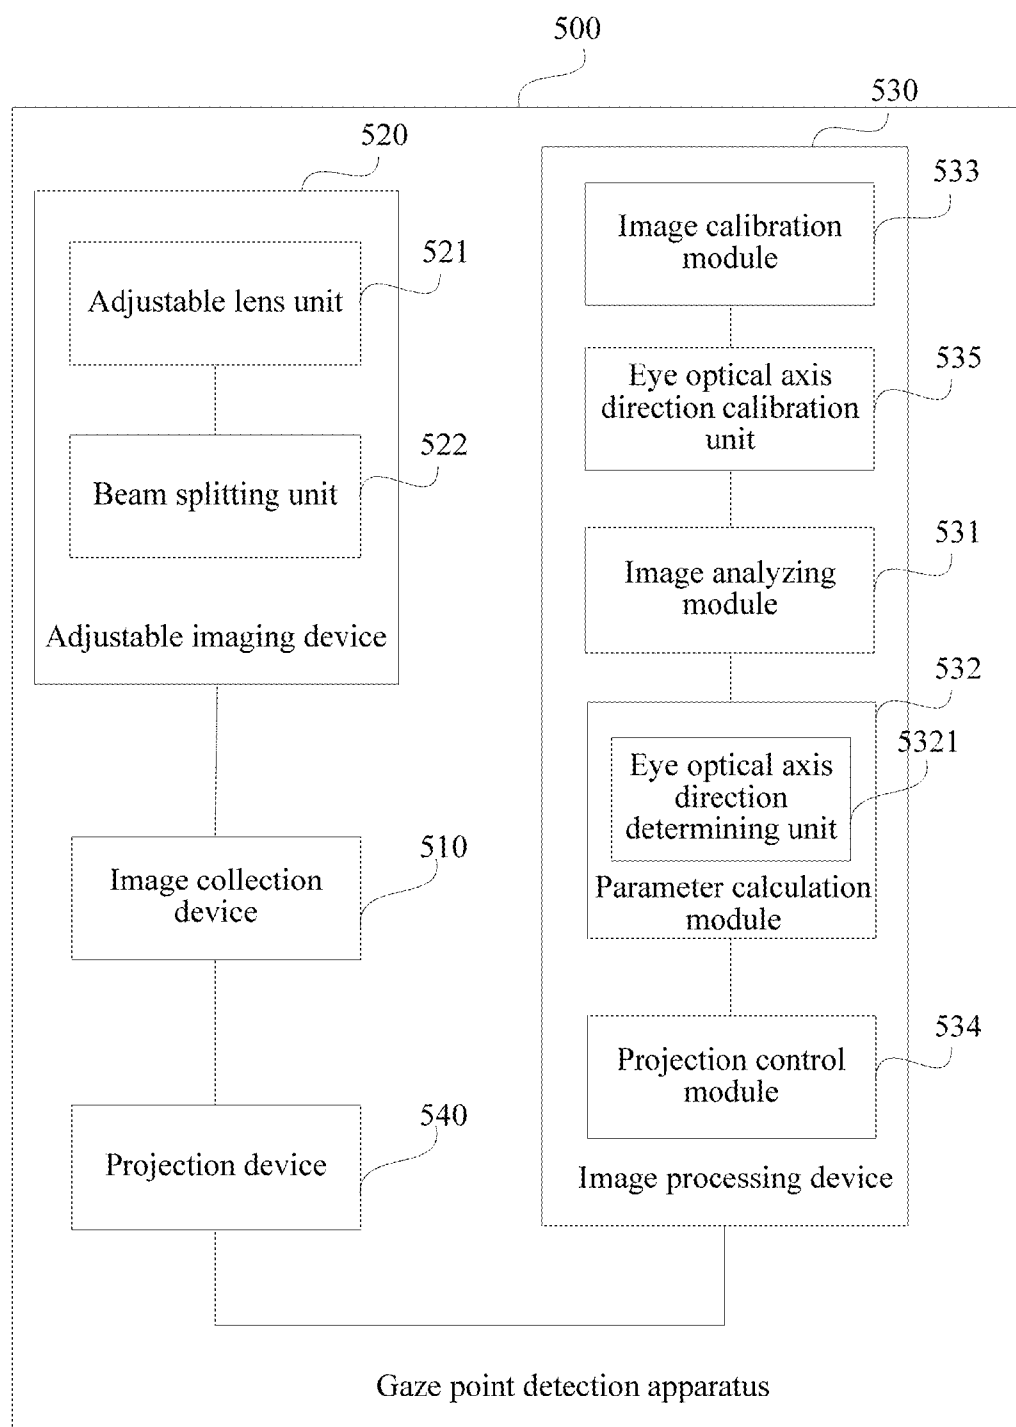 500
520
521
Adjustable lens unit
522
Beam splitting unit
Adjustable imaging device
510
Image collection
device
540
Projection device
530
533
Image calibration
module
535
Eye optical axis
direction calibration
unit
531
Image analyzing
module
532
5321
Eye optical axis
direction
determining unit
Parameter calculation
module
534
Projection control
module
Image processing device
Gaze point detection apparatus